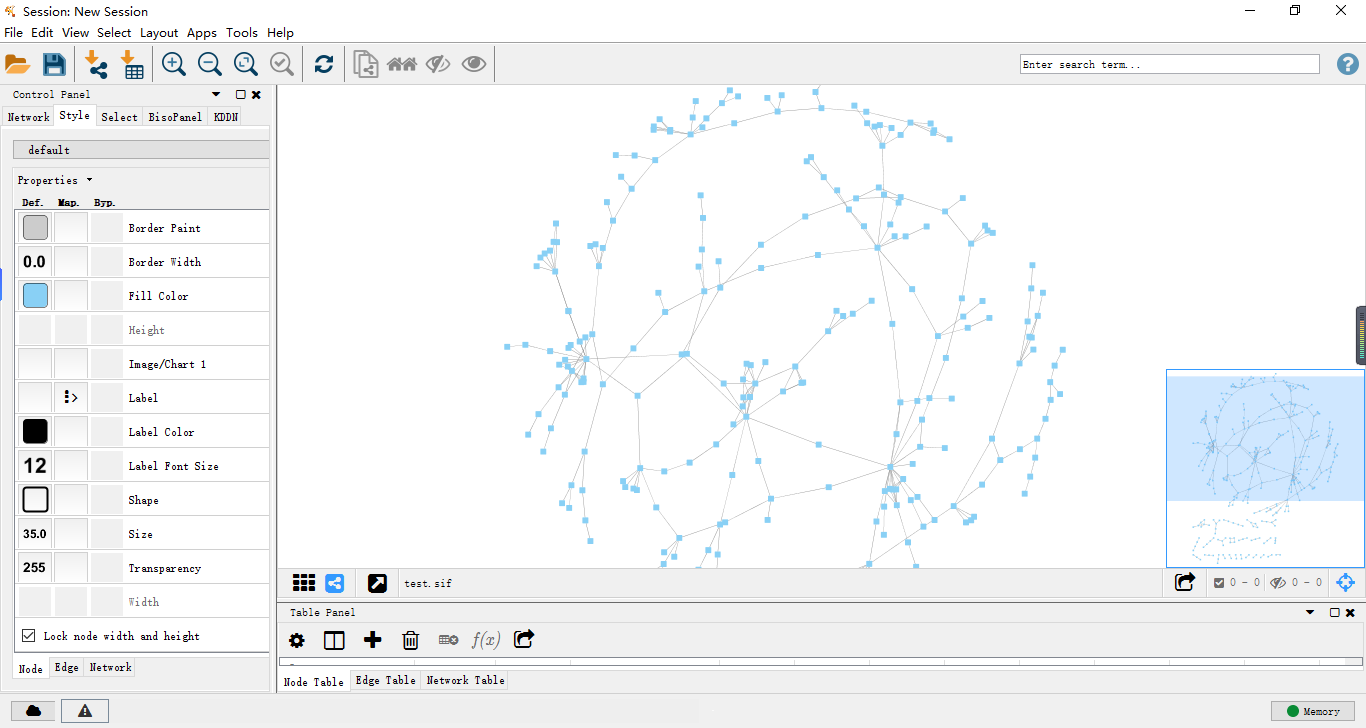 Session: New Session
File Edit View Select Layout Apps Tools Help
Enter search term...
?
Control Panel
Network Style Select BisoPanel KDDN
default
Properties
Def. Map. Byp.
Border Paint
0.0 Border Width
Fill Color
Height
Image/Chart 1
Label
Label Color
12 Label Font Size
Shape
35.0 Size
255 Transparency
Width
Lock node width and height
Node Edge Network
test.sif
0 - 0 0 - 0
Table Panel
f(x)
Node Table Edge Table Network Table
Memory